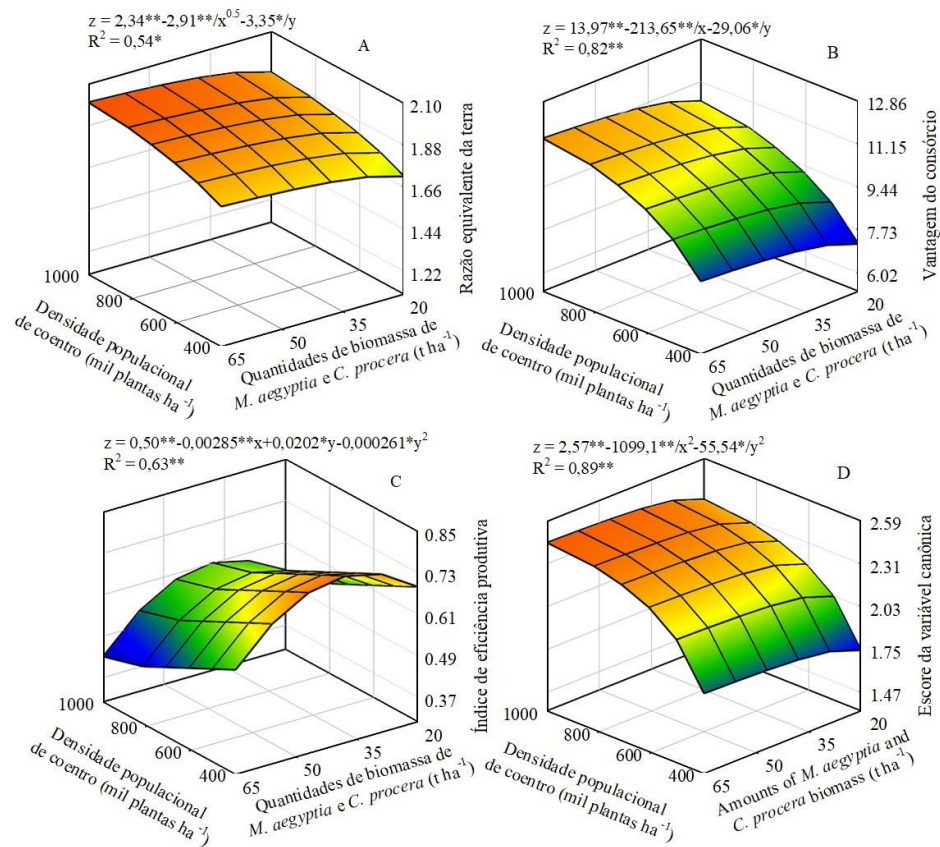 z = 2,34**-2,91**/x^0.5-3,35*/y
R² = 0,54*
A
2.10
1.88
1.66
1.44
1.22
Razão equivalente da terra
1000
800
600
400
Densidade populacional
de coentro (mil plantas ha⁻¹)
65
50
35
20
Quantidades de biomassa de
M. aegyptia e C. procera (t ha⁻¹)
z = 13,97**-213,65**/x-29,06*/y
R² = 0,82**
B
12.86
11.15
9.44
7.73
6.02
Vantagem do consórcio
1000
800
600
400
Densidade populacional
de coentro (mil plantas ha⁻¹)
65
50
35
20
Quantidades de biomassa de
M. aegyptia e C. procera (t ha⁻¹)
z = 0,50**-0,00285**x+0,0202*y-0,000261*y²
R² = 0,63**
C
0.85
0.73
0.61
0.49
0.37
Índice de eficiência produtiva
1000
800
600
400
Densidade populacional
de coentro (mil plantas ha⁻¹)
65
50
35
20
Quantidades de biomassa de
M. aegyptia e C. procera (t ha⁻¹)
z = 2,57**-1099,1**/x²-55,54*/y²
R² = 0,89**
D
2.59
2.31
2.03
1.75
1.47
Escore da variável canônica
1000
800
600
400
Densidade populacional
de coentro (mil plantas ha⁻¹)
65
50
35
20
Amounts of M. aegyptia and
C. procera biomass (t ha⁻¹)